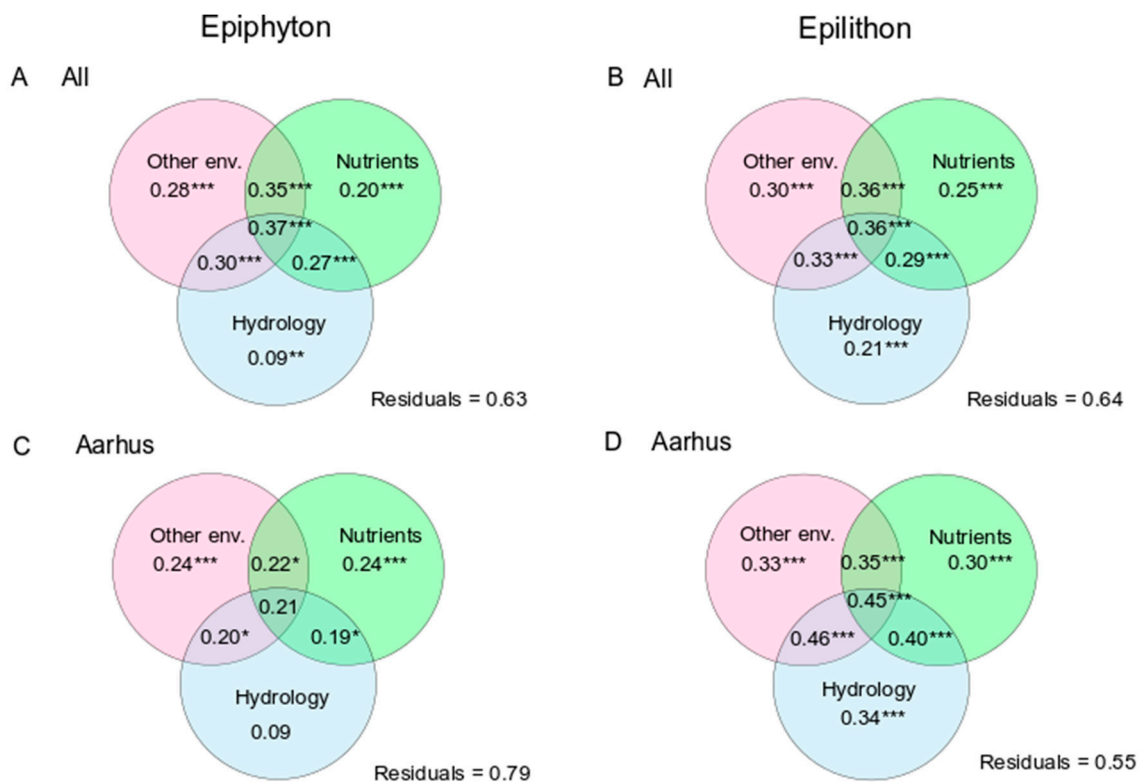 Epiphyton
Epilithon
A All
Other env.
0.28***
0.35***
Nutrients
0.20***
0.37***
0.30***
0.27***
Hydrology
0.09**
Residuals = 0.63
B All
Other env.
0.30***
0.36***
Nutrients
0.25***
0.36***
0.33***
0.29***
Hydrology
0.21***
Residuals = 0.64
C Aarhus
Other env.
0.24***
0.22*
Nutrients
0.24***
0.21
0.20*
0.19*
Hydrology
0.09
Residuals = 0.79
D Aarhus
Other env.
0.33***
0.35***
Nutrients
0.30***
0.45***
0.46***
0.40***
Hydrology
0.34***
Residuals = 0.55